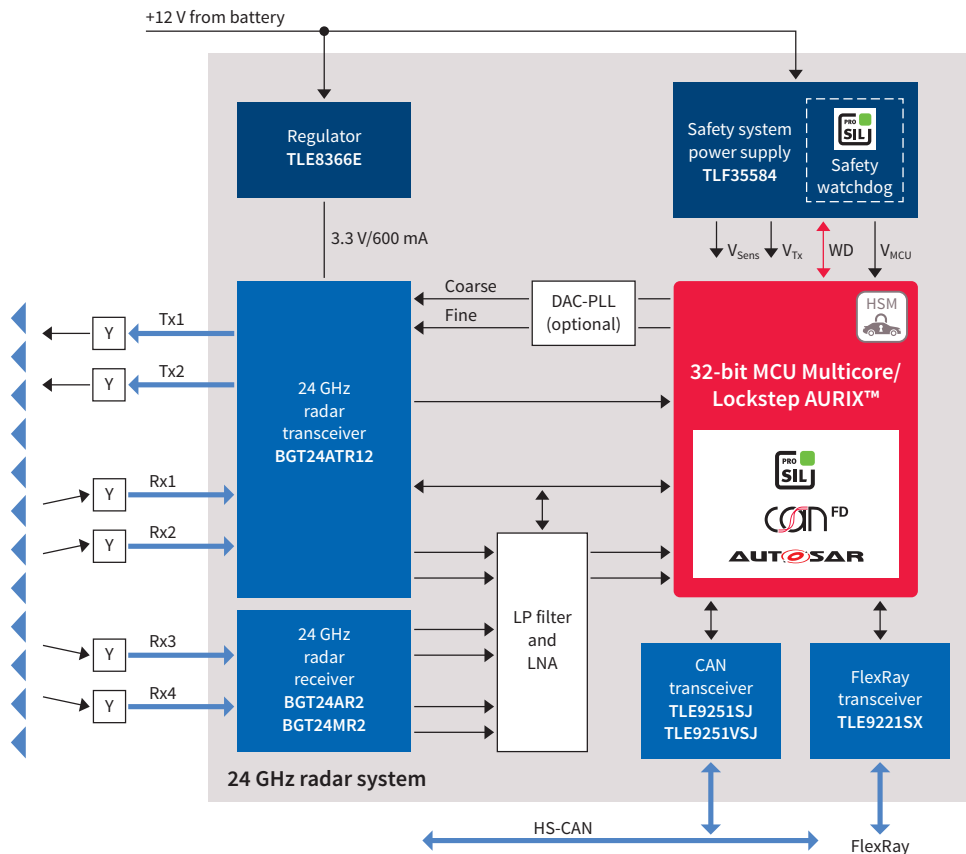 +12 V from battery
Regulator
TLE8366E
Safety system
power supply
TLF35584
PRO
SIL
Safety
watchdog
3.3 V/600 mA
VSens
VTx
WD
VMCU
Coarse
Fine
DAC-PLL
(optional)
HSM
32-bit MCU Multicore/
Lockstep AURIX™
PRO
SIL
CAN FD
AUTOSAR
Y
Tx1
Y
Tx2
24 GHz
radar
transceiver
BGT24ATR12
Y
Rx1
Y
Rx2
Y
Rx3
Y
Rx4
24 GHz
radar
receiver
BGT24AR2
BGT24MR2
LP filter
and
LNA
CAN
transceiver
TLE9251SJ
TLE9251VSJ
FlexRay
transceiver
TLE9221SX
24 GHz radar system
HS-CAN
FlexRay